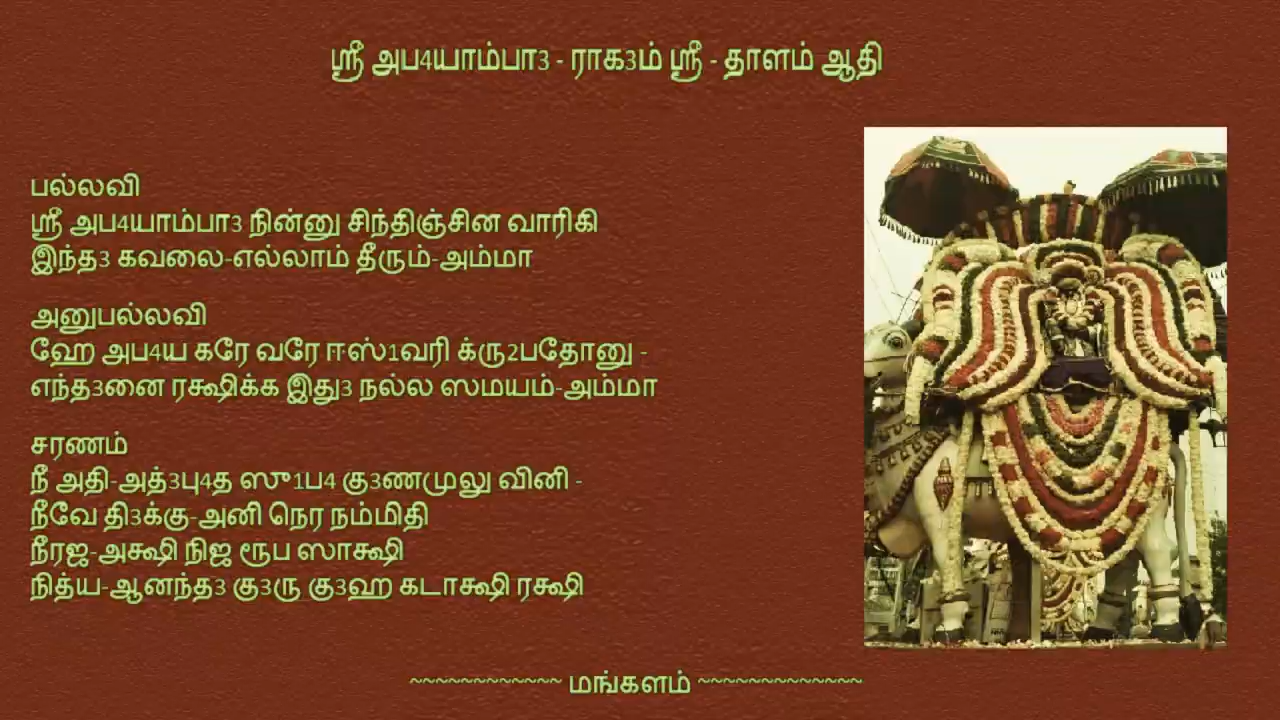 ஸ்ரீ அப4யாம்பா3 - ராக3ம் ஸ்ரீ - தாளம் ஆதி
பல்லவி
ஸ்ரீ அப4யாம்பா3 நின்னு சிந்திஞ்சின வாரிகி
இந்த3 கவலை-எல்லாம் தீரும்-அம்மா
அனுபல்லவி
ஹே அப4ய கரே வரே ஈஸ்1வரி க்ரு2பதோனு -
எந்த3னை ரக்ஷிக்க இது3 நல்ல ஸமயம்-அம்மா
சரணம்
நீ அதி-அத்3பு4த ஸு1ப4 கு3ணமுலு வினி -
நீவே தி3க்கு-அனி நெர நம்மிதி
நீரஜ-அக்ஷி நிஜ ரூப ஸாக்ஷி
நித்ய-ஆனந்த3 கு3ரு கு3ஹ கடாக்ஷி ரக்ஷி
~~~~~~~~~~~~ மங்களம் ~~~~~~~~~~~~~